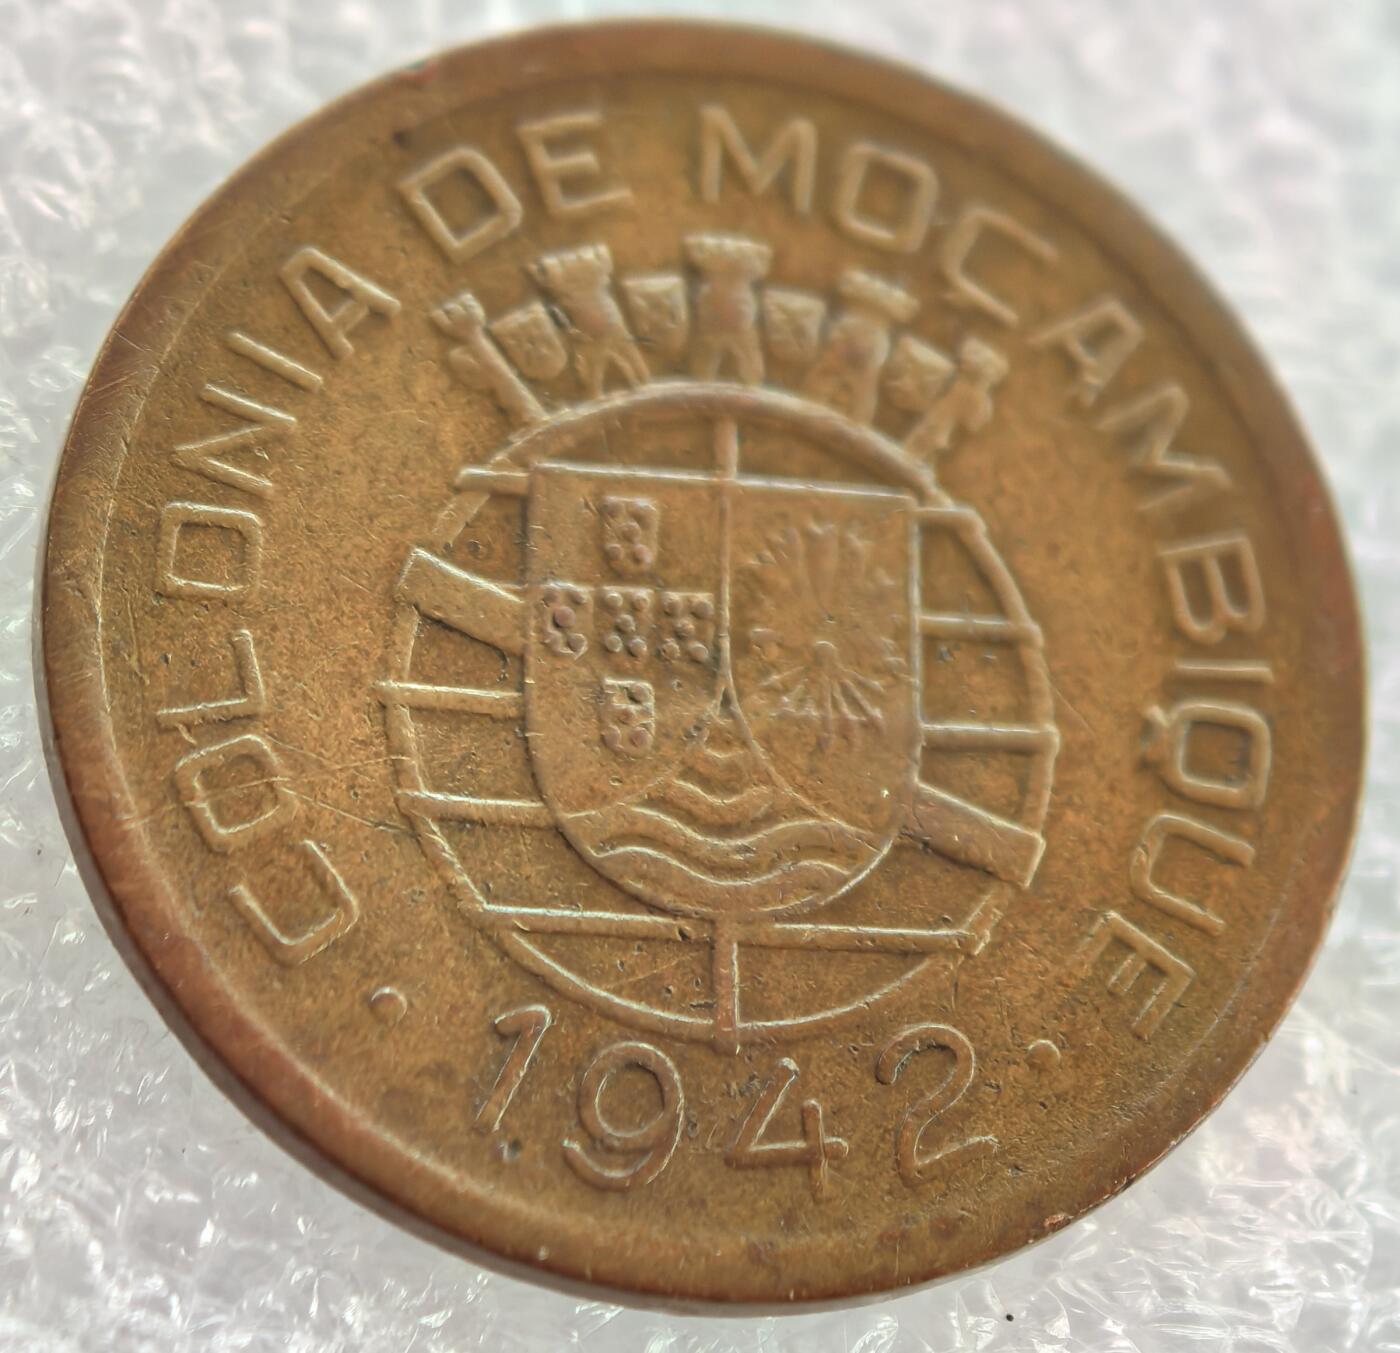 COLONIA DE MOÇAMBIQUE
· 1942 ·